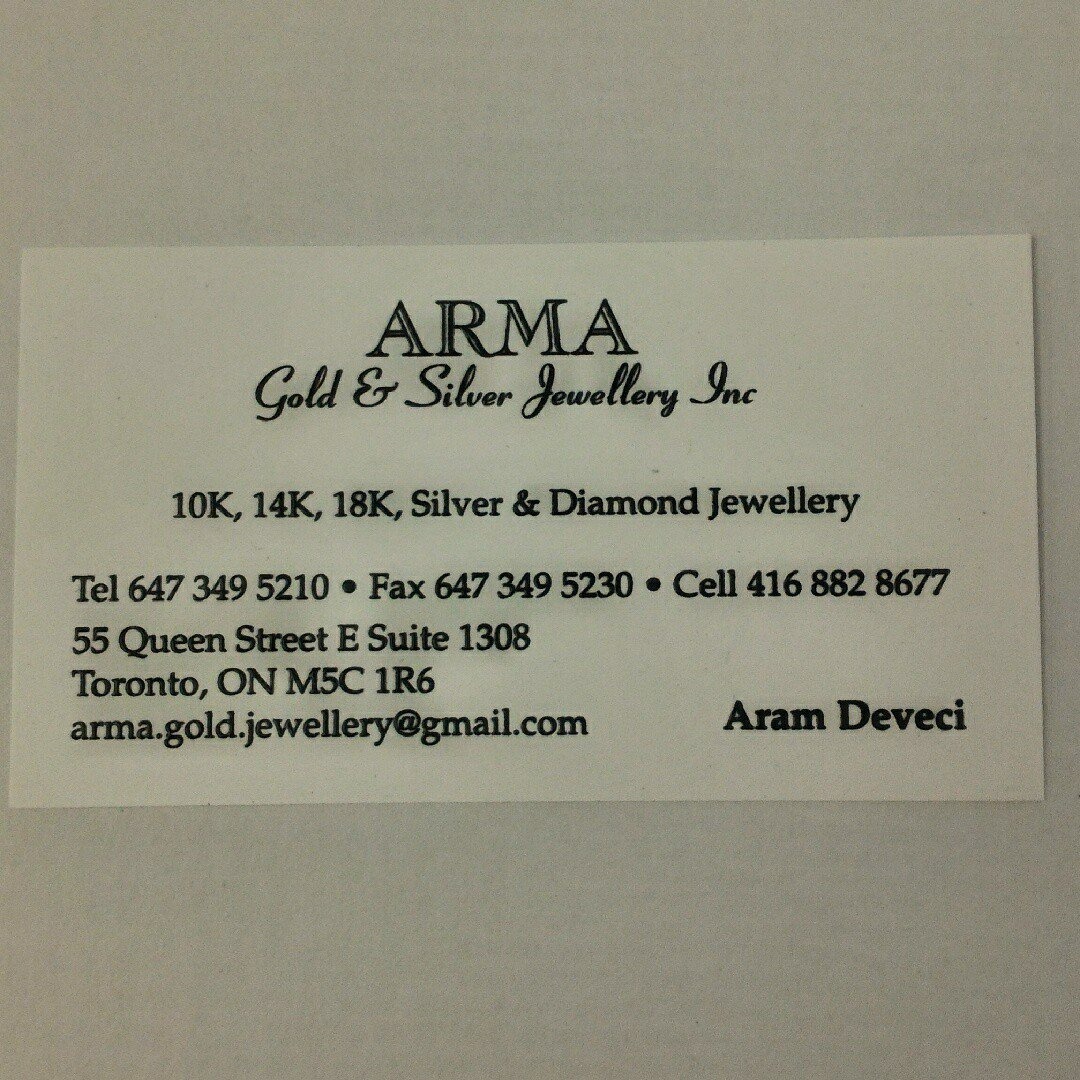 ARMA
Gold & Silver Jewellery Inc
10K, 14K, 18K, Silver & Diamond Jewellery
Tel 647 349 5210 • Fax 647 349 5230 • Cell 416 882 8677
55 Queen Street E Suite 1308
Toronto, ON M5C 1R6
arma.gold.jewellery@gmail.com
Aram Deveci